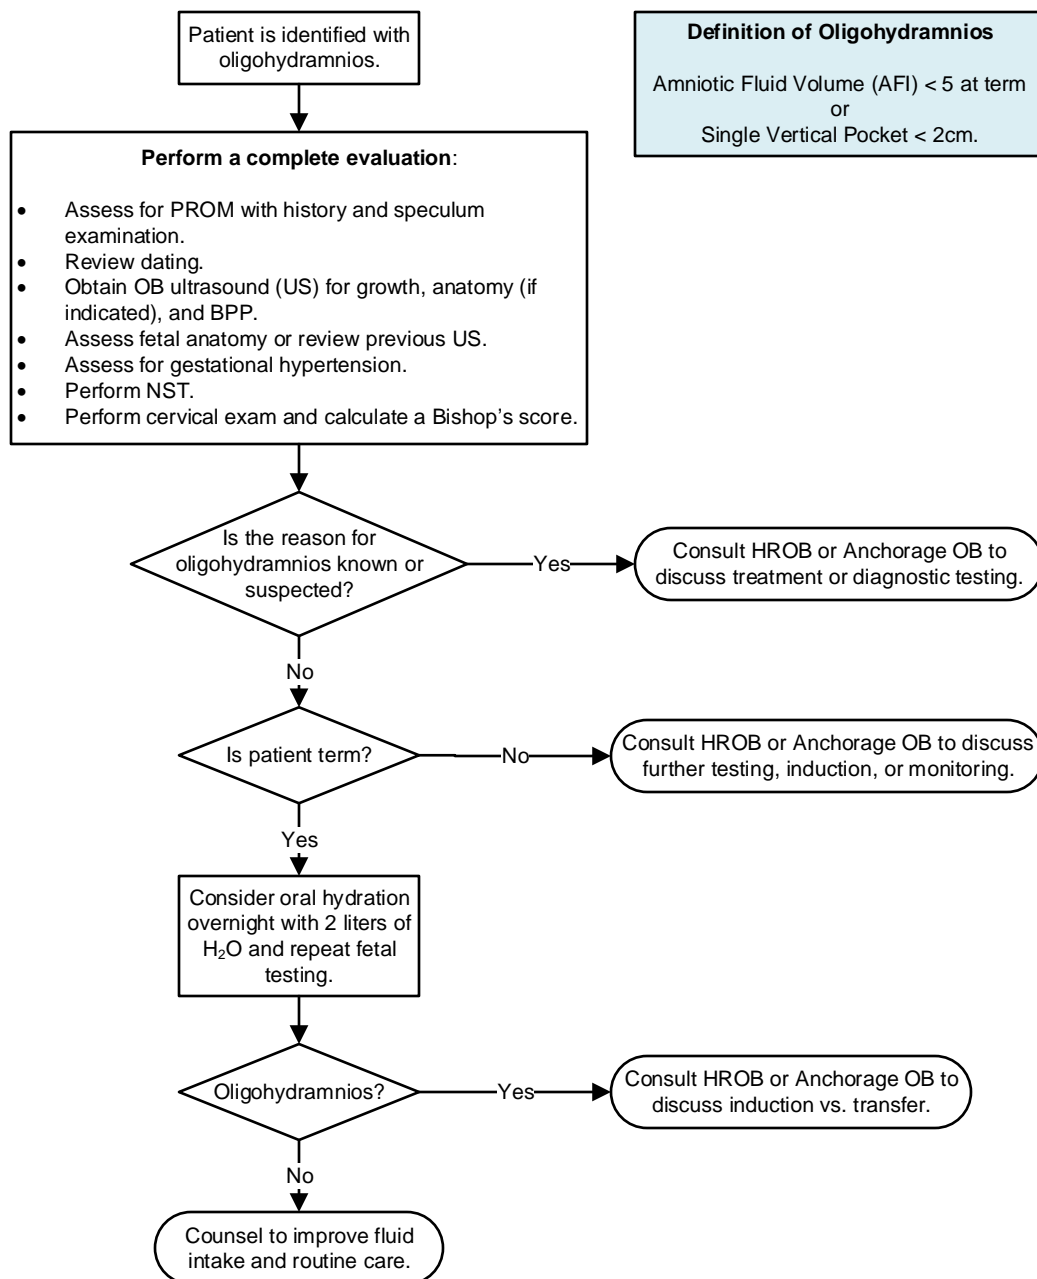 Patient is identified with
oligohydramnios.
Definition of Oligohydramnios
Amniotic Fluid Volume (AFI) < 5 at term
or
Single Vertical Pocket < 2cm.
Perform a complete evaluation:
• Assess for PROM with history and speculum
examination.
• Review dating.
• Obtain OB ultrasound (US) for growth, anatomy (if
indicated), and BPP.
• Assess fetal anatomy or review previous US.
• Assess for gestational hypertension.
• Perform NST.
• Perform cervical exam and calculate a Bishop’s score.
Is the reason for
oligohydramnios known or
suspected?
Yes
Consult HROB or Anchorage OB to
discuss treatment or diagnostic testing.
No
Is patient term?
No
Consult HROB or Anchorage OB to discuss
further testing, induction, or monitoring.
Yes
Consider oral hydration
overnight with 2 liters of
H₂O and repeat fetal
testing.
Oligohydramnios?
Yes
Consult HROB or Anchorage OB to
discuss induction vs. transfer.
No
Counsel to improve fluid
intake and routine care.